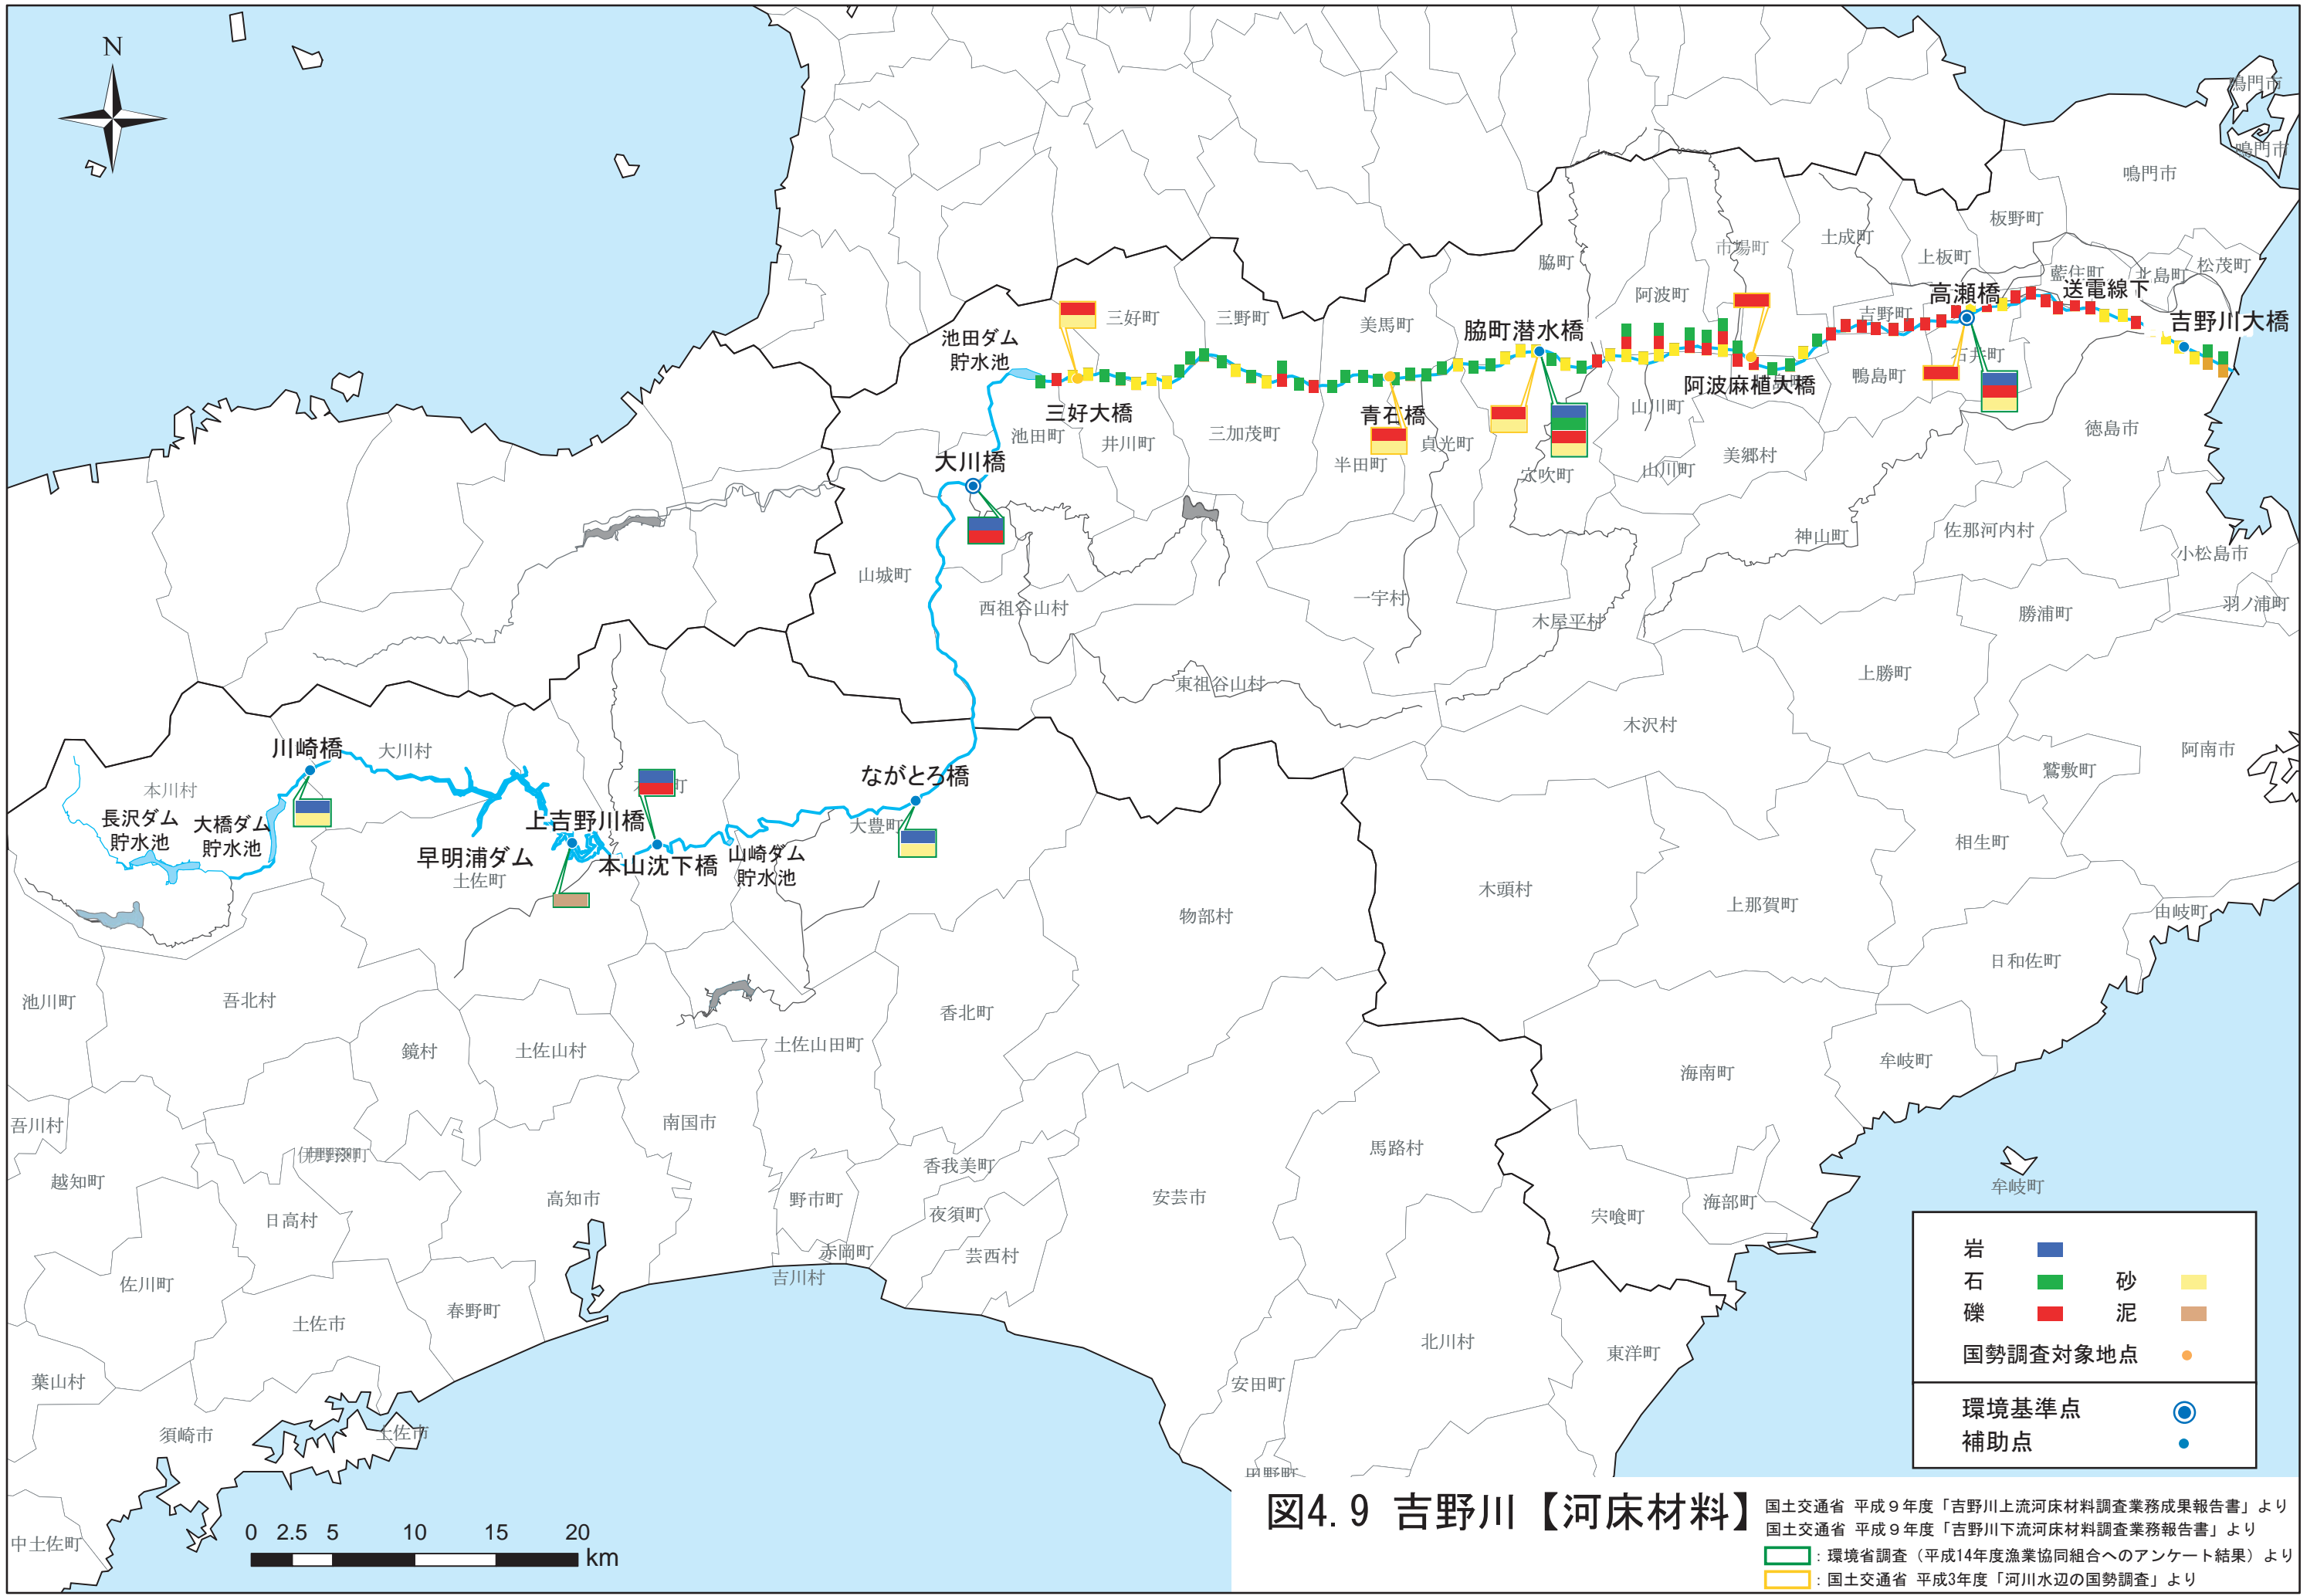 N
鳴門市
鳴門市
鳴門市
板野町
土成町
市場町
上板町
脇町
松茂町
藍住町
北島町
高瀬橋
送電線下
阿波町
吉野町
吉野川大橋
三好町
三野町
美馬町
脇町潜水橋
池田ダム
貯水池
石井町
鴨島町
阿波麻植大橋
三好大橋
青石橋
山川町
池田町
井川町
三加茂町
貞光町
徳島市
大川橋
半田町
穴吹町
山川町
美郷村
神山町
佐那河内村
小松島市
山城町
西祖谷山村
一宇村
木屋平村
勝浦町
羽ノ浦町
東祖谷山村
上勝町
木沢村
川崎橋
大川村
阿南市
鷲敷町
本川村
ながとろ橋
長沢ダム
貯水池
大橋ダム
貯水池
上吉野川橋
大豊町
早明浦ダム
土佐町
本山沈下橋
山崎ダム
貯水池
相生町
木頭村
上那賀町
物部村
由岐町
日和佐町
池川町
吾北村
香北町
鏡村
土佐山村
土佐山田町
牟岐町
海南町
吾川村
南国市
馬路村
越知町
香我美町
牟岐町
高知市
野市町
安芸市
日高村
夜須町
宍喰町
海部町
赤岡町
芸西村
吉川村
佐川町
春野町
土佐市
北川村
東洋町
葉山村
安田町
須崎市
土佐市
田野町
中土佐町
岩
石 砂
礫 泥
国勢調査対象地点
環境基準点
補助点
0 2.5 5 10 15 20
km
図4.9 吉野川【河床材料】
国土交通省 平成９年度「吉野川上流河床材料調査業務成果報告書」より
国土交通省 平成９年度「吉野川下流河床材料調査業務報告書」より
：環境省調査（平成14年度漁業協同組合へのアンケート結果）より
：国土交通省 平成3年度「河川水辺の国勢調査」より